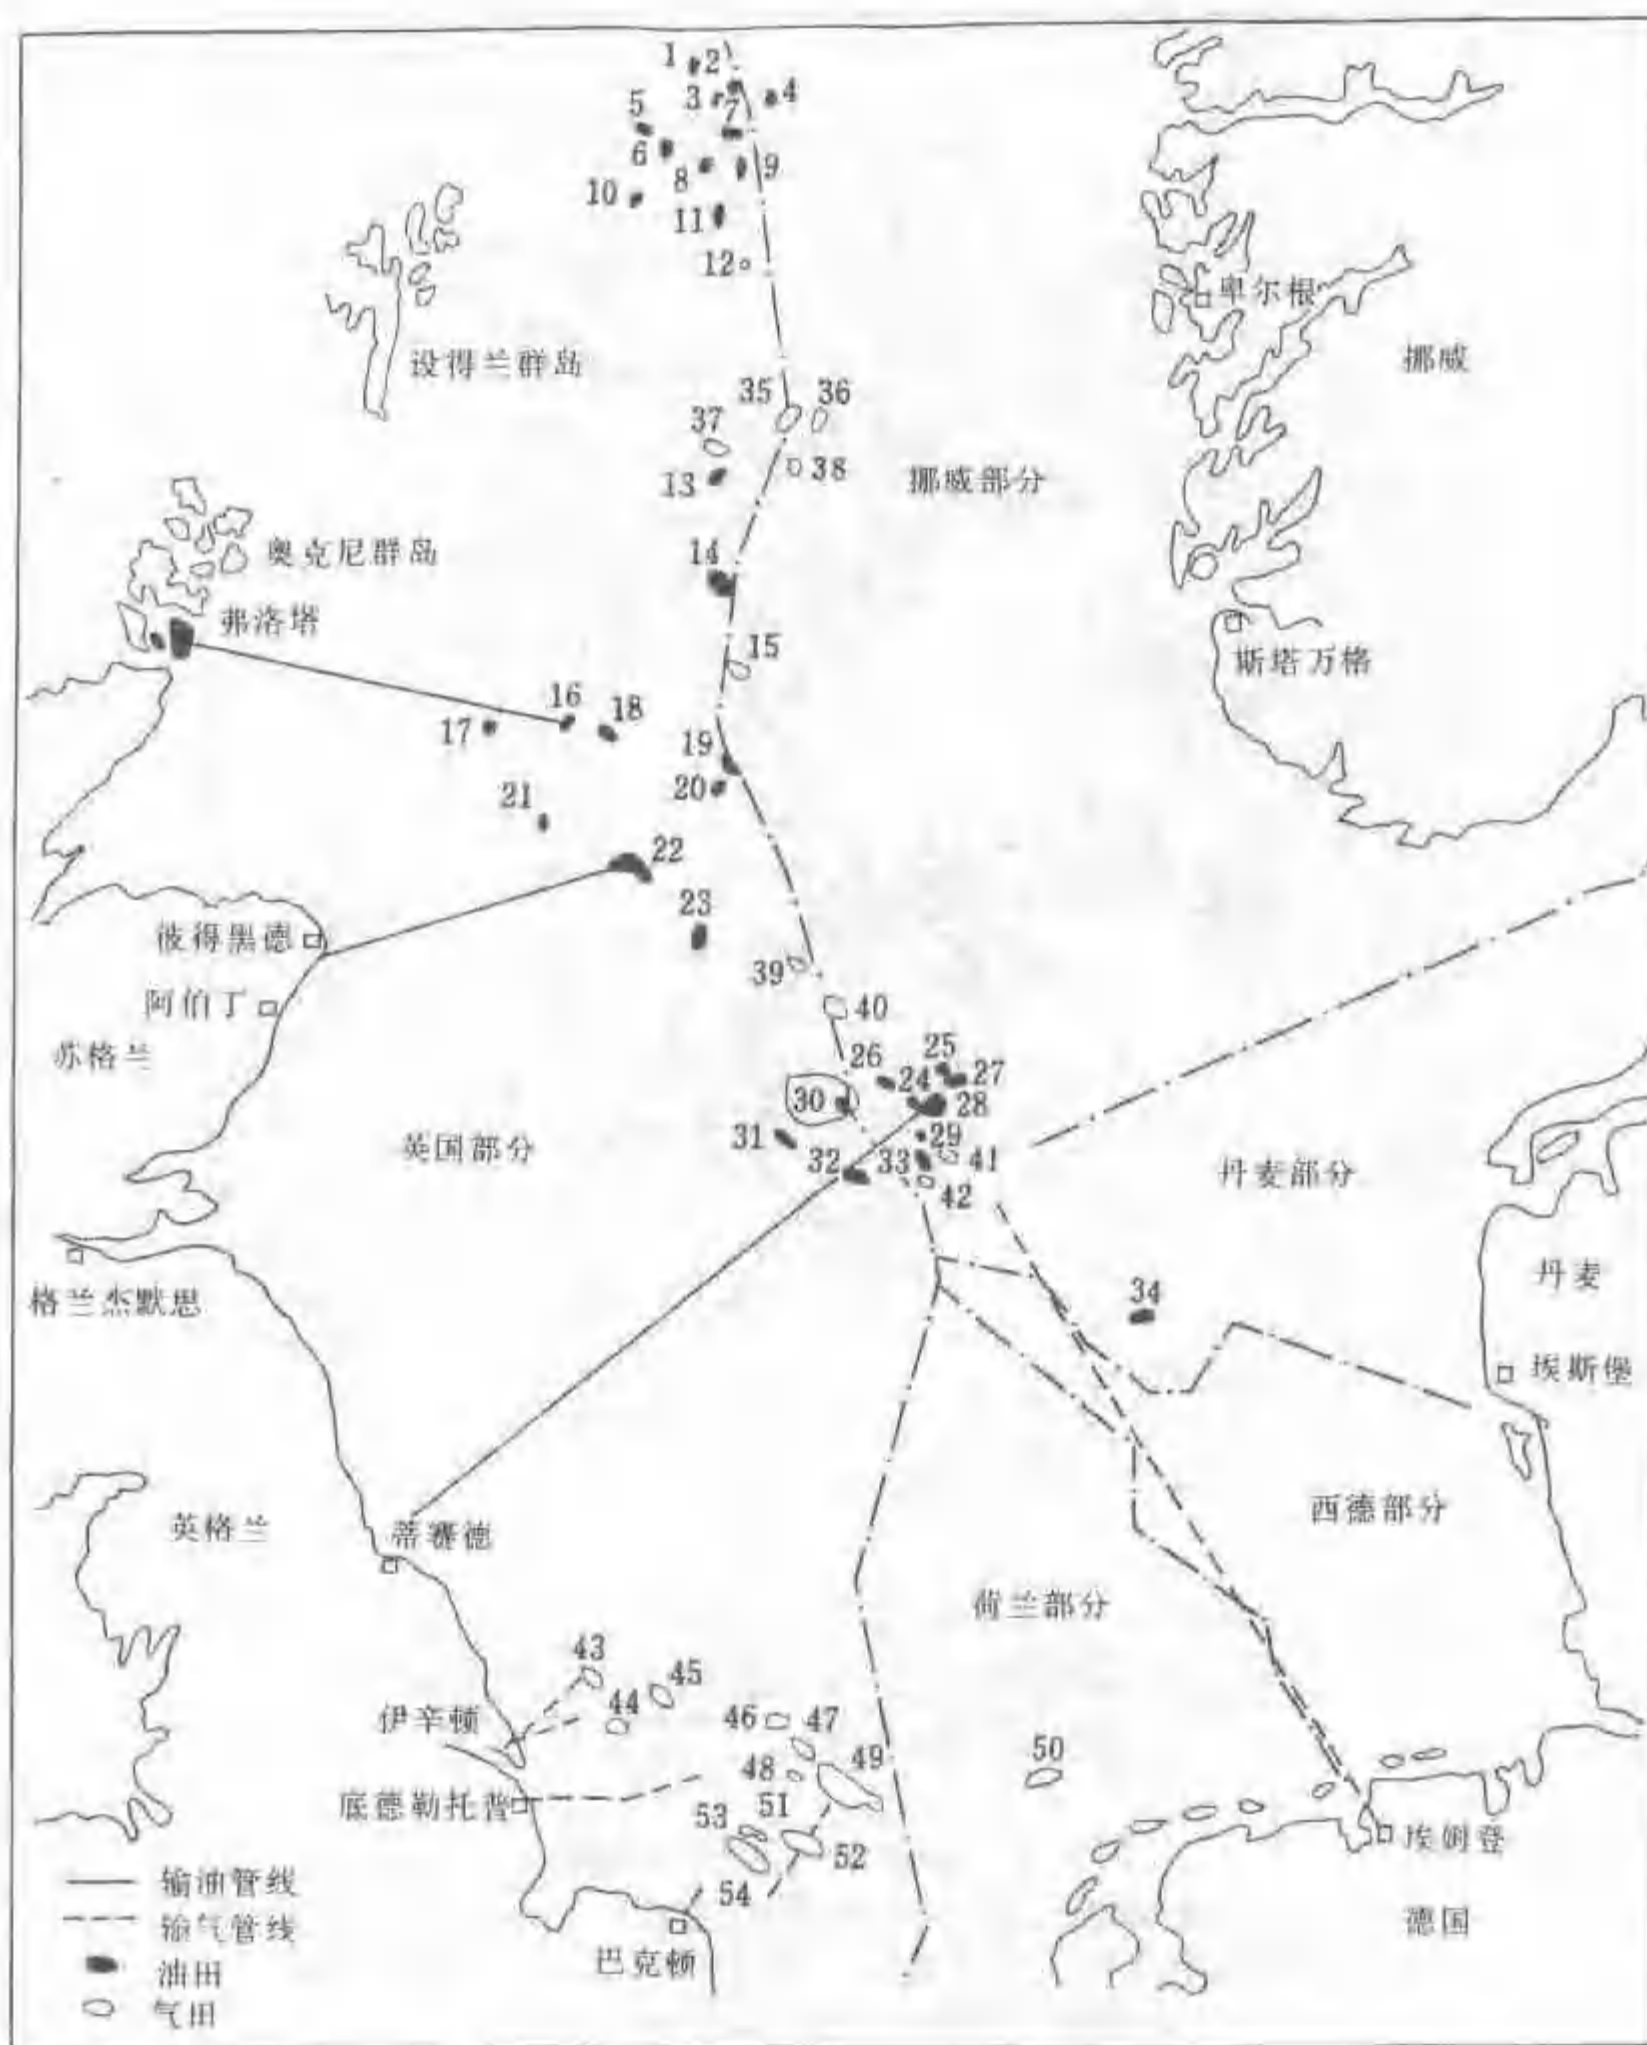 1
2
3
4
5
7
6
8
9
10
11
12
设得兰群岛
卑尔根
挪威
35
36
37
38
13
挪威部分
奥克尼群岛
弗洛塔
14
15
斯塔万格
16
17
18
19
20
21
22
23
彼得黑德
阿伯丁
苏格兰
39
40
25
26
24
27
30
28
29
31
32
33
41
42
英国部分
丹麦部分
格兰杰默思
34
丹麦
埃斯堡
英格兰
蒂赛德
西德部分
荷兰部分
43
44
45
伊辛顿
46
47
48
49
50
底德勒托普
51
53
52
54
埃姆登
德国
巴克顿
输油管线
输气管线
油田
气田